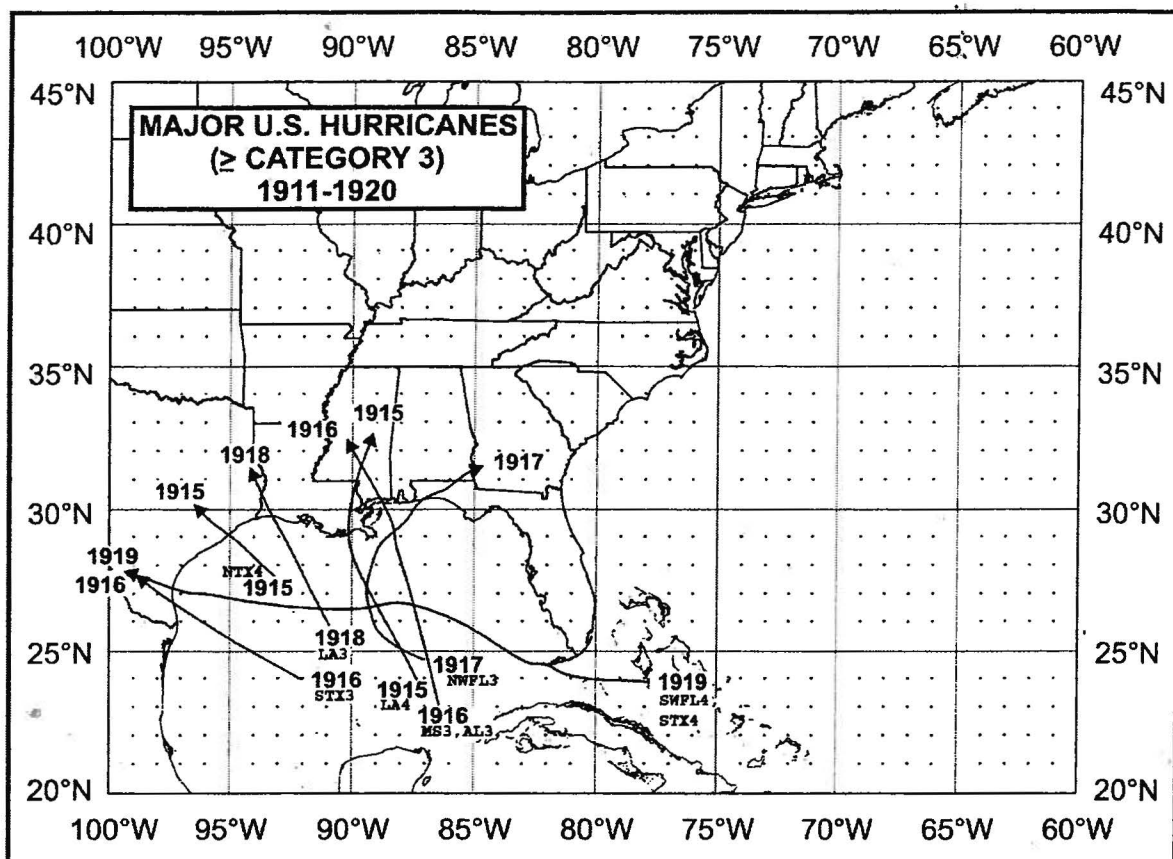 100°W 95°W 90°W 85°W 80°W 75°W 70°W 65°W 60°W
45°N 45°N
MAJOR U.S. HURRICANES
(≥ CATEGORY 3)
1911-1920
40°N 40°N
35°N 35°N
1916 1915
1918 1917
1915
30°N 30°N
1919
1916
NTX4
1915
1918
LA3
25°N 25°N
1917
NWFL3
1916
STX3
1915
LA4
1919
SWFL4
STX4
1916
MS3, AL3
20°N 20°N
100°W 95°W 90°W 85°W 80°W 75°W 70°W 65°W 60°W